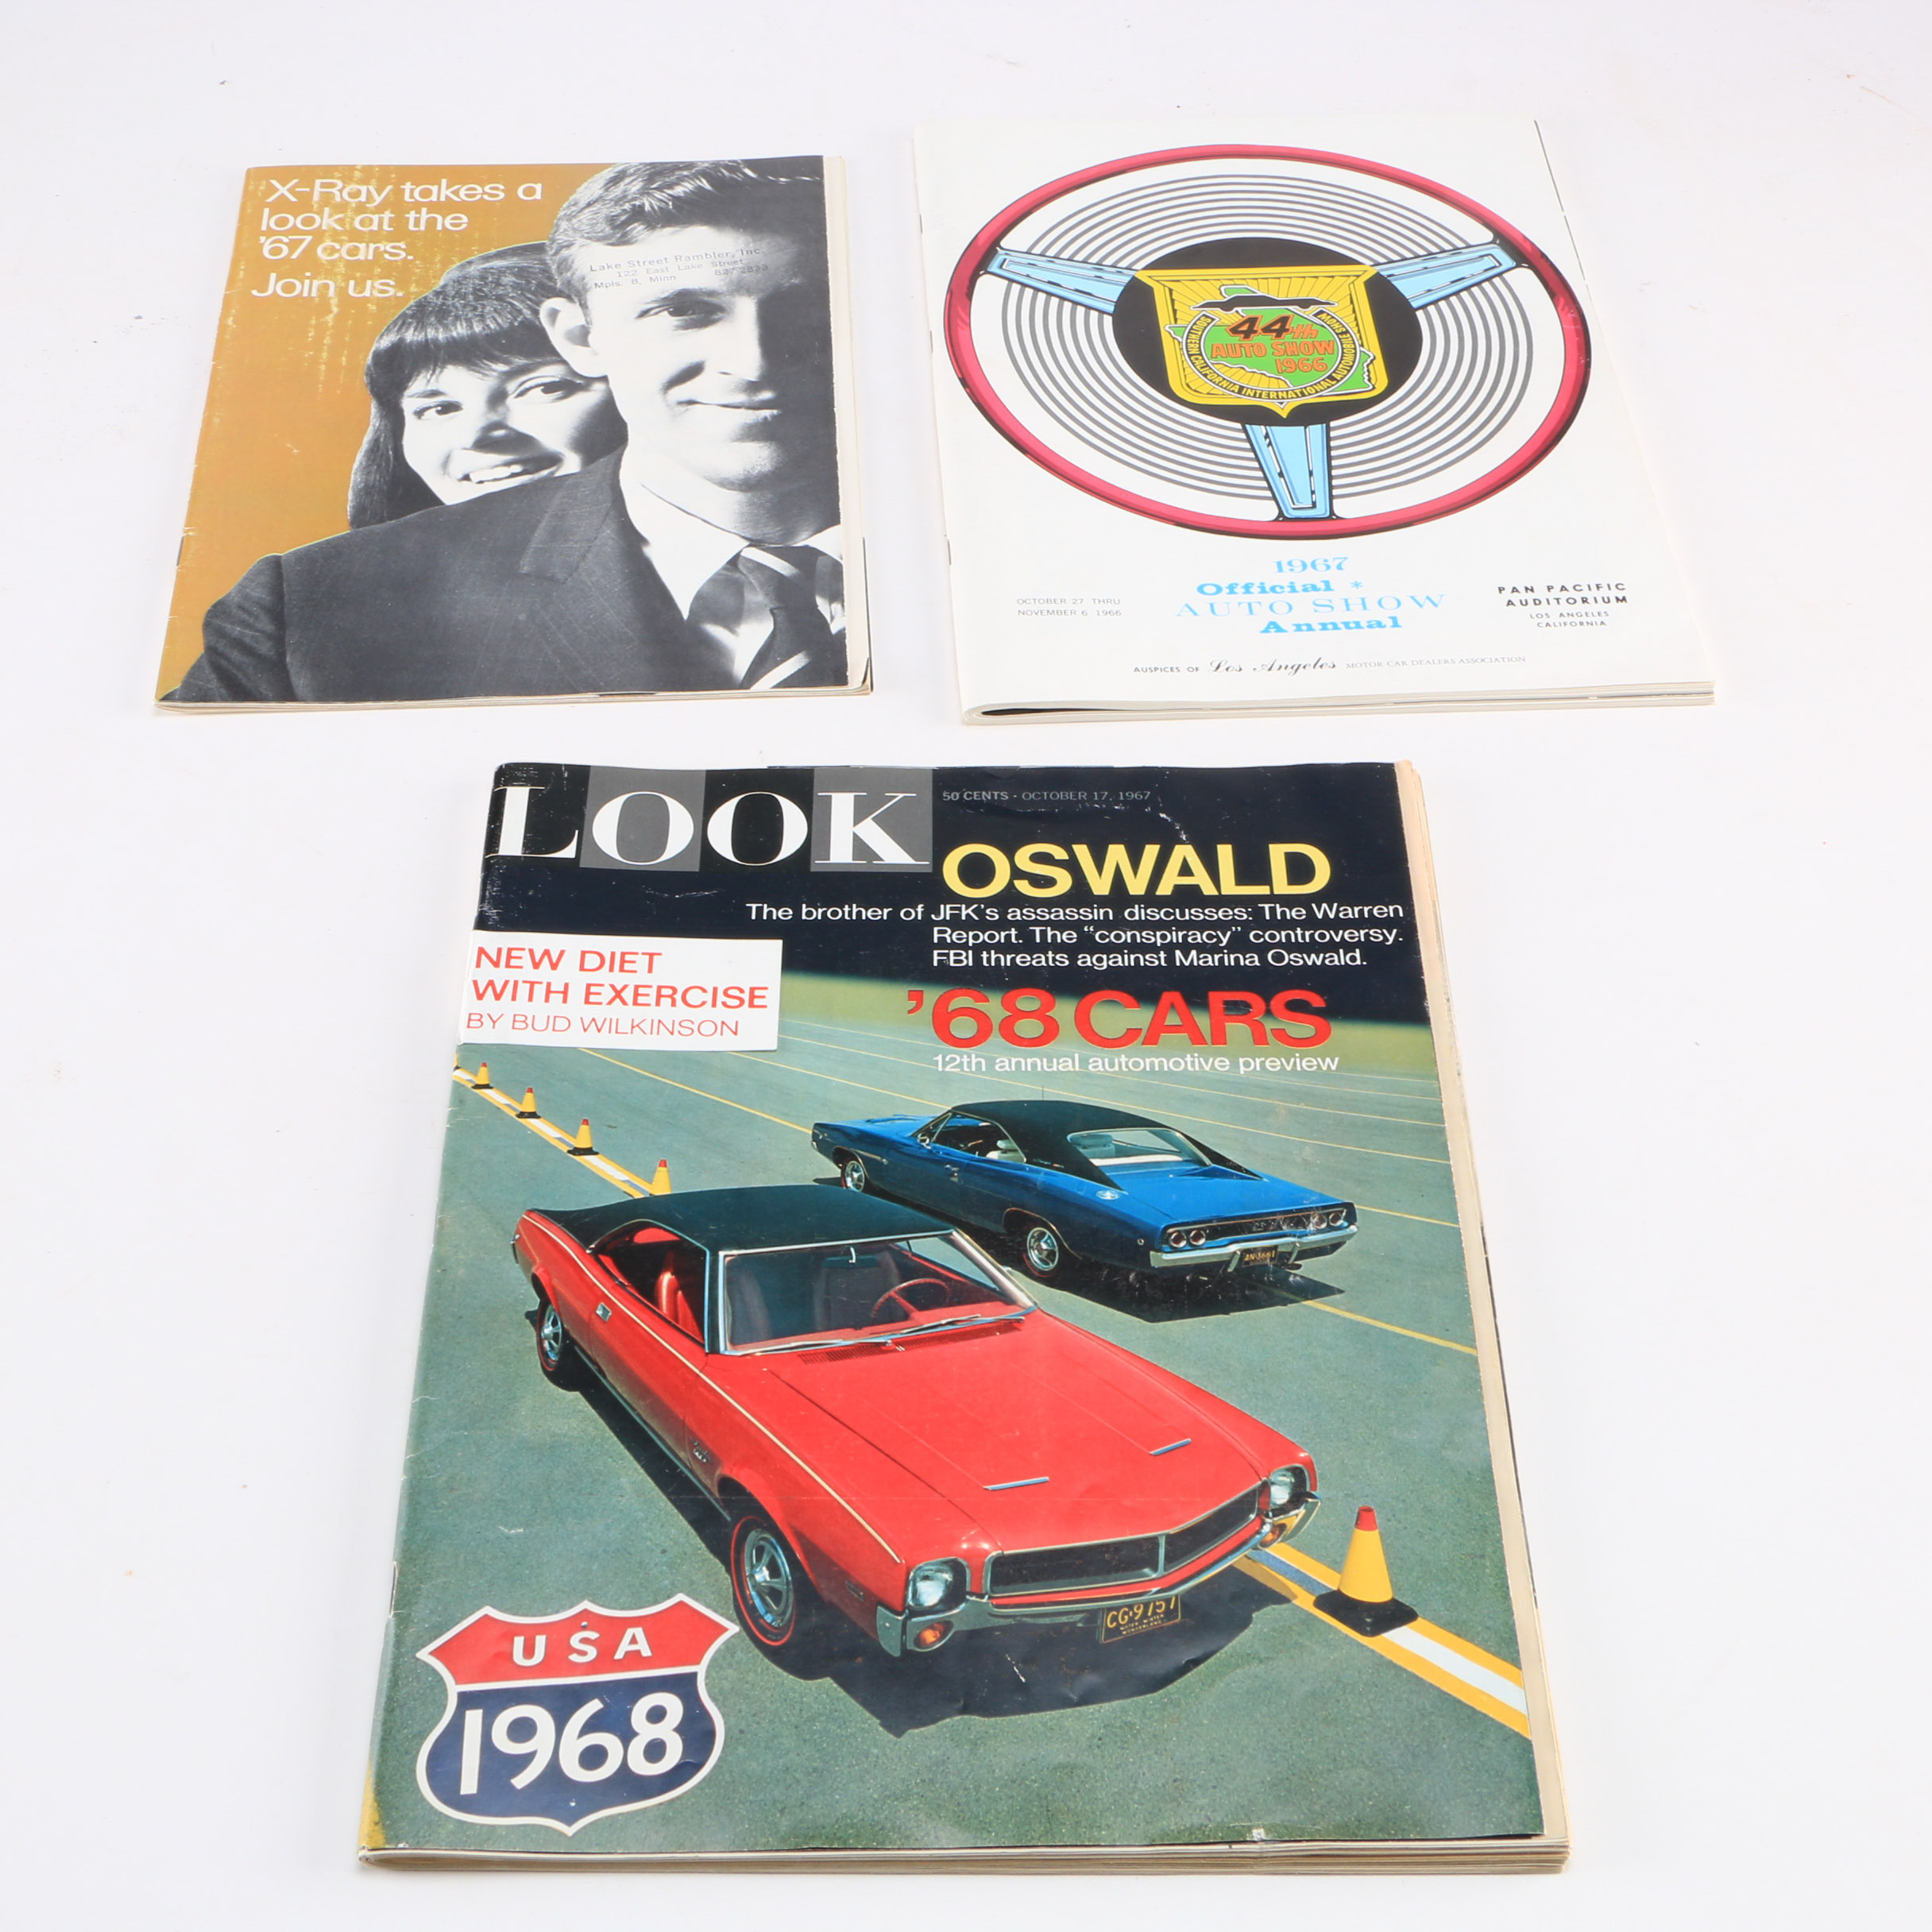 X-Ray takes a
look at the
'67 cars.
Join us.
Lake Street Rambler, Inc.
122 East Lake Street
Mpls. 8, Minn
44th
AUTO SHOW
1966
SOUTHERN CALIFORNIA INTERNATIONAL AUTOMOBILE SHOW
1967
Official *
AUTO SHOW
Annual
OCTOBER 27 THRU
NOVEMBER 6 1966
PAN PACIFIC
AUDITORIUM
LOS ANGELES
CALIFORNIA
AUSPICES OF Los Angeles MOTOR CAR DEALERS ASSOCIATION
LOOK
50 CENTS · OCTOBER 17, 1967
OSWALD
The brother of JFK's assassin discusses: The Warren
Report. The “conspiracy” controversy.
FBI threats against Marina Oswald.
NEW DIET
WITH EXERCISE
BY BUD WILKINSON
'68 CARS
12th annual automotive preview
CG·9757
USA
1968